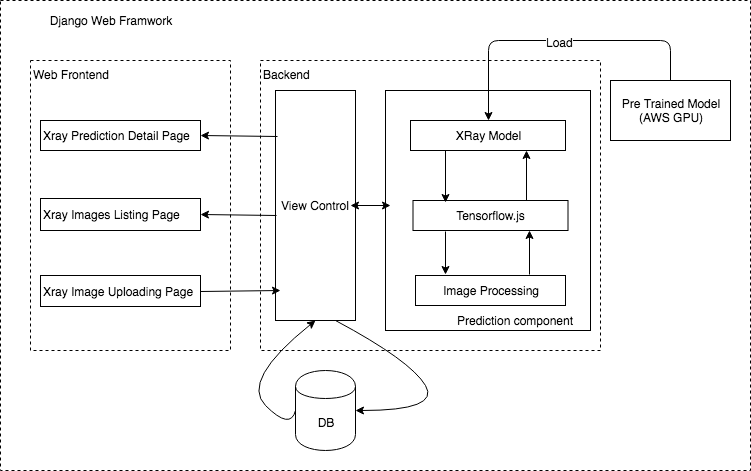 Django Web Framwork
Load
Web Frontend
Backend
Pre Trained Model
(AWS GPU)
Xray Prediction Detail Page
XRay Model
View Control
Xray Images Listing Page
Tensorflow.js
Xray Image Uploading Page
Image Processing
Prediction component
DB